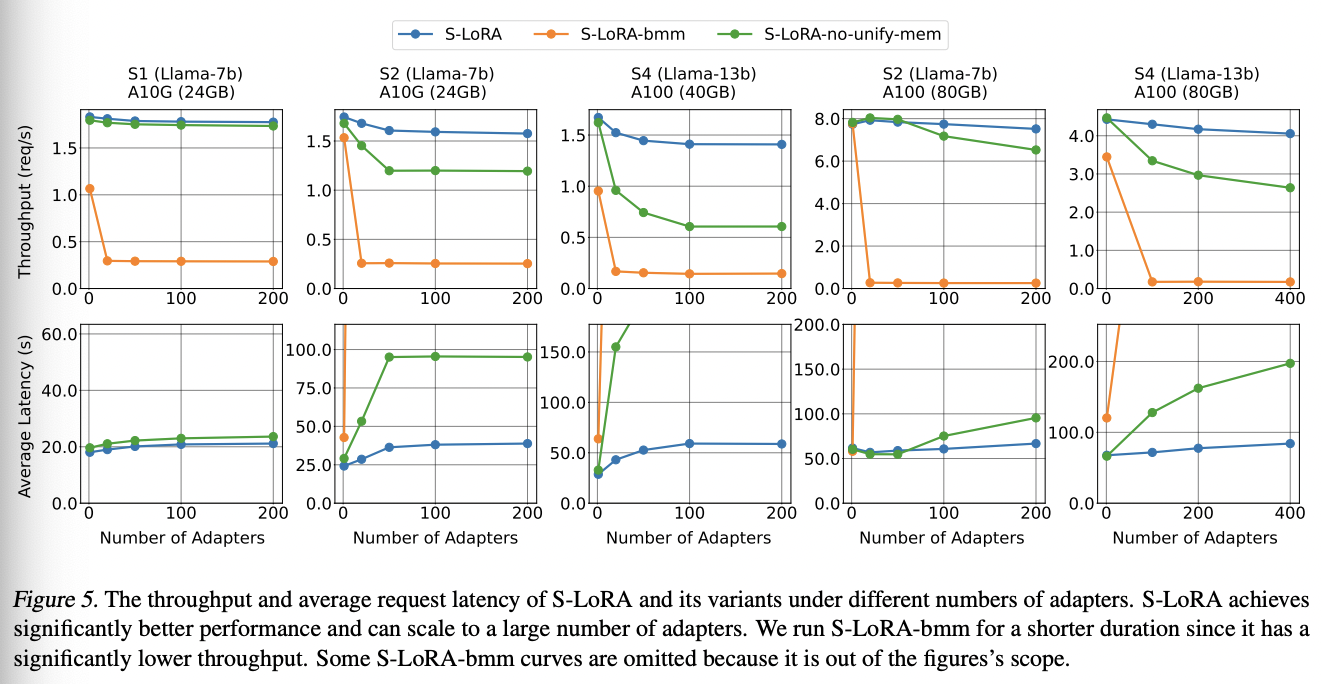 S-LoRA S-LoRA-bmm S-LoRA-no-unify-mem
S1 (Llama-7b)
A10G (24GB)
S2 (Llama-7b)
A10G (24GB)
S4 (Llama-13b)
A100 (40GB)
S2 (Llama-7b)
A100 (80GB)
S4 (Llama-13b)
A100 (80GB)
Throughput (req/s)
1.5
1.0
0.5
0.0
0 100 200
1.5
1.0
0.5
0.0
0 100 200
1.5
1.0
0.5
0.0
0 100 200
8.0
6.0
4.0
2.0
0.0
0 100 200
4.0
3.0
2.0
1.0
0.0
0 200 400
Average Latency (s)
60.0
40.0
20.0
0.0
0 100 200
Number of Adapters
100.0
75.0
50.0
25.0
0.0
0 100 200
Number of Adapters
150.0
100.0
50.0
0.0
0 100 200
Number of Adapters
200.0
150.0
100.0
50.0
0.0
0 100 200
Number of Adapters
200.0
100.0
0.0
0 200 400
Number of Adapters
Figure 5. The throughput and average request latency of S-LoRA and its variants under different numbers of adapters. S-LoRA achieves
significantly better performance and can scale to a large number of adapters. We run S-LoRA-bmm for a shorter duration since it has a
significantly lower throughput. Some S-LoRA-bmm curves are omitted because it is out of the figures's scope.